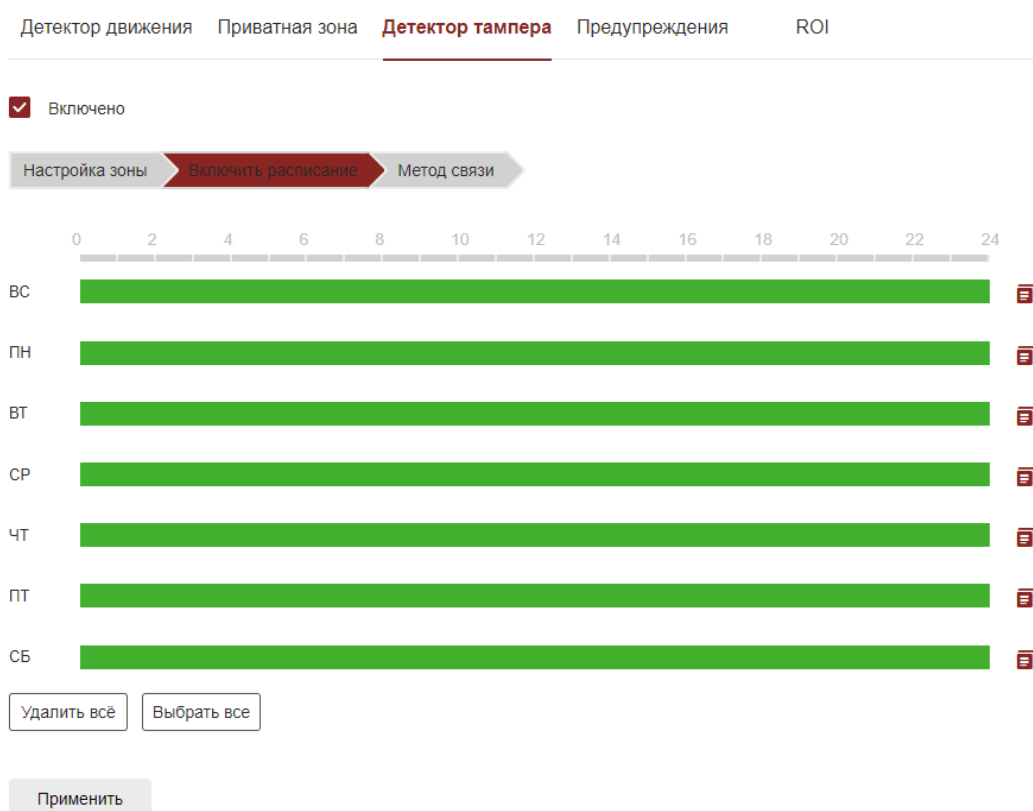 Детектор движения Приватная зона Детектор тампера Предупреждения ROI
Включено
Настройка зоны Включить расписание Метод связи
0 2 4 6 8 10 12 14 16 18 20 22 24
ВС
ПН
ВТ
СР
ЧТ
ПТ
СБ
Удалить всё Выбрать все
Применить